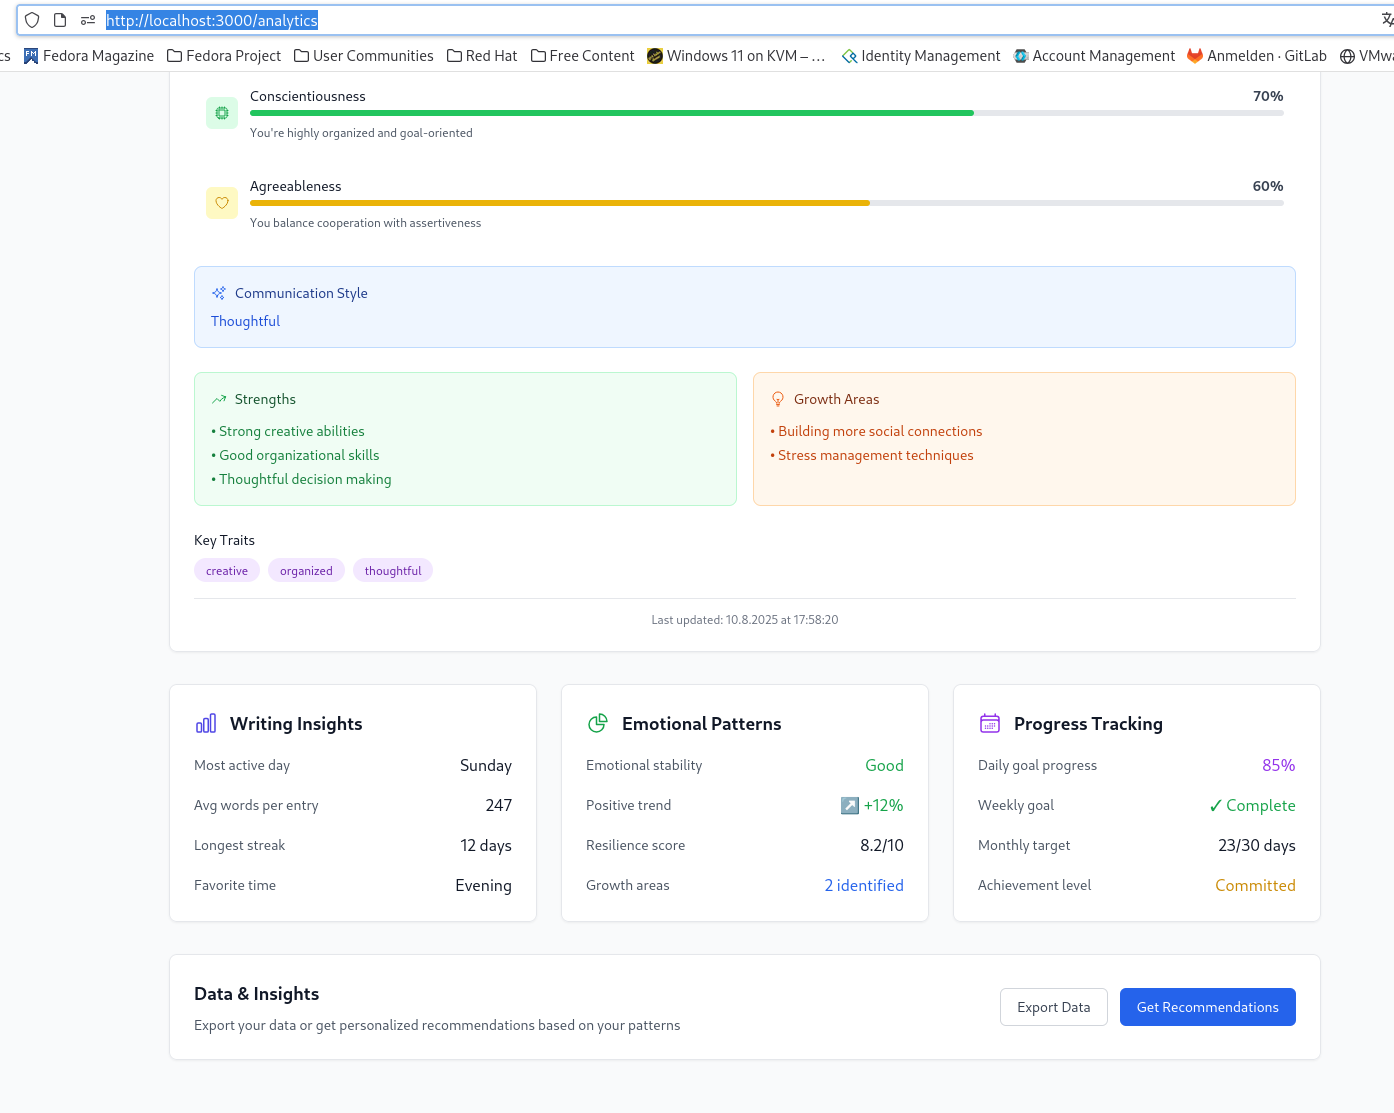 http://localhost:3000/analytics
cs Fedora Magazine Fedora Project User Communities Red Hat Free Content Windows 11 on KVM – … Identity Management Account Management Anmelden · GitLab VMwa
Conscientiousness 70%
You're highly organized and goal-oriented
Agreeableness 60%
You balance cooperation with assertiveness
Communication Style
Thoughtful
Strengths
• Strong creative abilities
• Good organizational skills
• Thoughtful decision making
Growth Areas
• Building more social connections
• Stress management techniques
Key Traits
creative organized thoughtful
Last updated: 10.8.2025 at 17:58:20
Writing Insights
Most active day Sunday
Avg words per entry 247
Longest streak 12 days
Favorite time Evening
Emotional Patterns
Emotional stability Good
Positive trend ↗ +12%
Resilience score 8.2/10
Growth areas 2 identified
Progress Tracking
Daily goal progress 85%
Weekly goal ✓ Complete
Monthly target 23/30 days
Achievement level Committed
Data & Insights
Export your data or get personalized recommendations based on your patterns
Export Data Get Recommendations